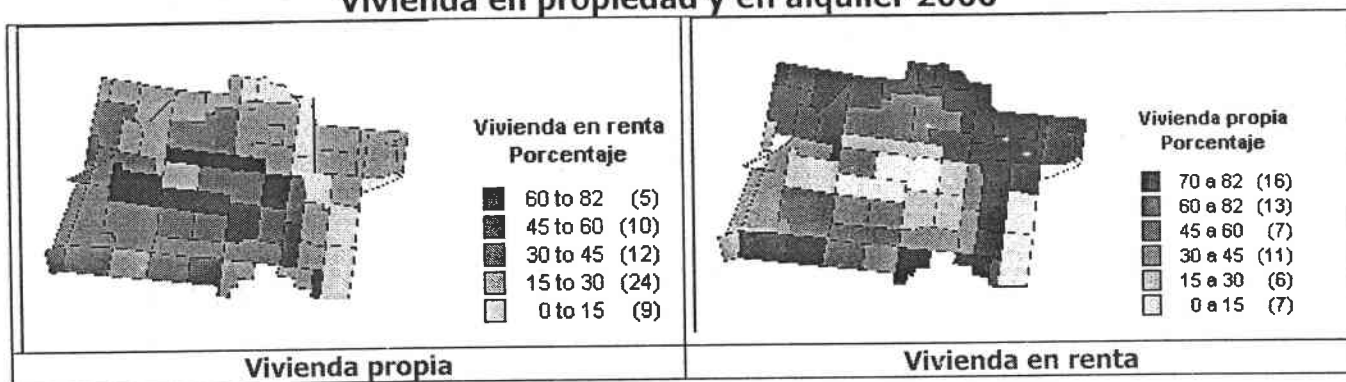 Vivienda en propiedad y en alquiler 2000
Vivienda en renta
Porcentaje
60 to 82 (5)
45 to 60 (10)
30 to 45 (12)
15 to 30 (24)
0 to 15 (9)
Vivienda propia
Porcentaje
70 a 82 (16)
60 a 82 (13)
45 a 60 (7)
30 a 45 (11)
15 a 30 (6)
0 a 15 (7)
Vivienda propia
Vivienda en renta